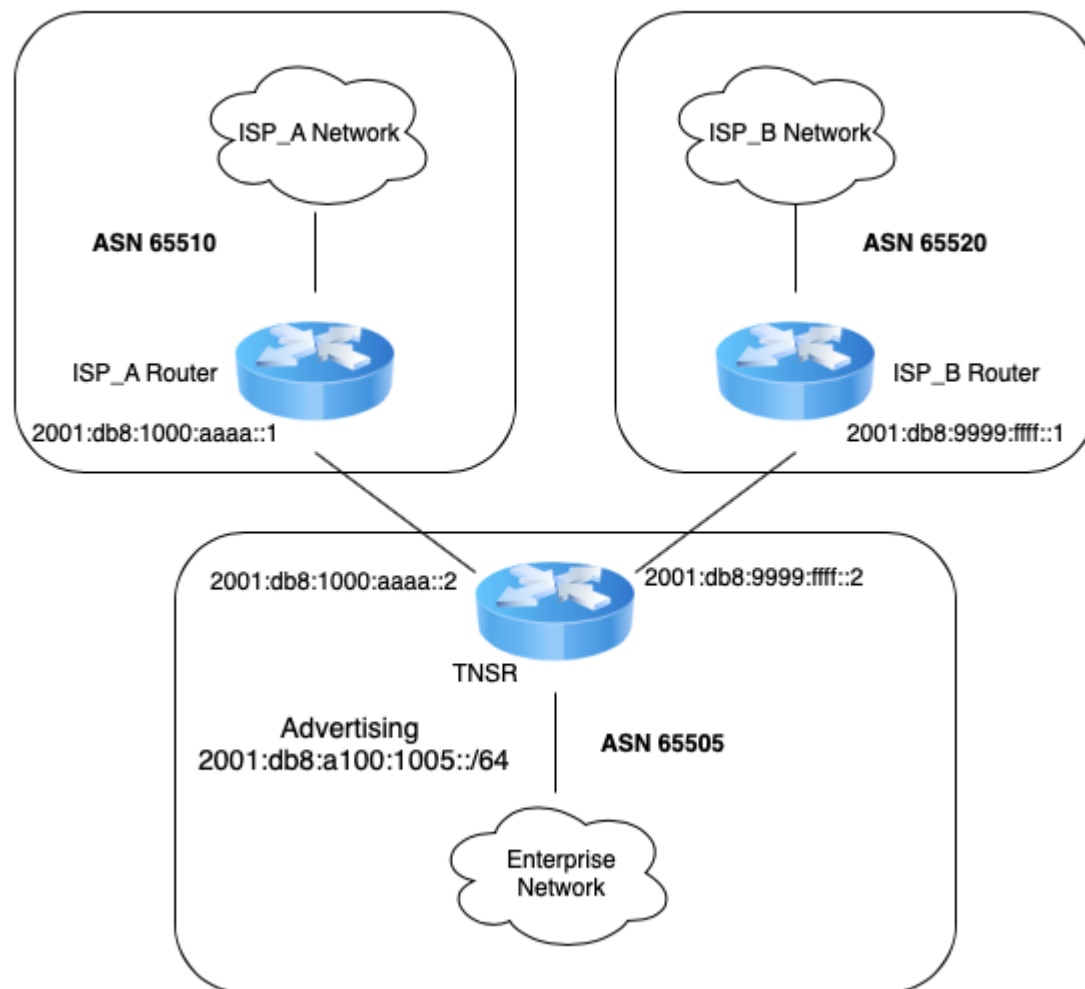 ISP_A Network
ISP_B Network
ASN 65510
ASN 65520
ISP_A Router
ISP_B Router
2001:db8:1000:aaaa::1
2001:db8:9999:ffff::1
2001:db8:1000:aaaa::2
2001:db8:9999:ffff::2
TNSR
Advertising
2001:db8:a100:1005::/64
ASN 65505
Enterprise
Network